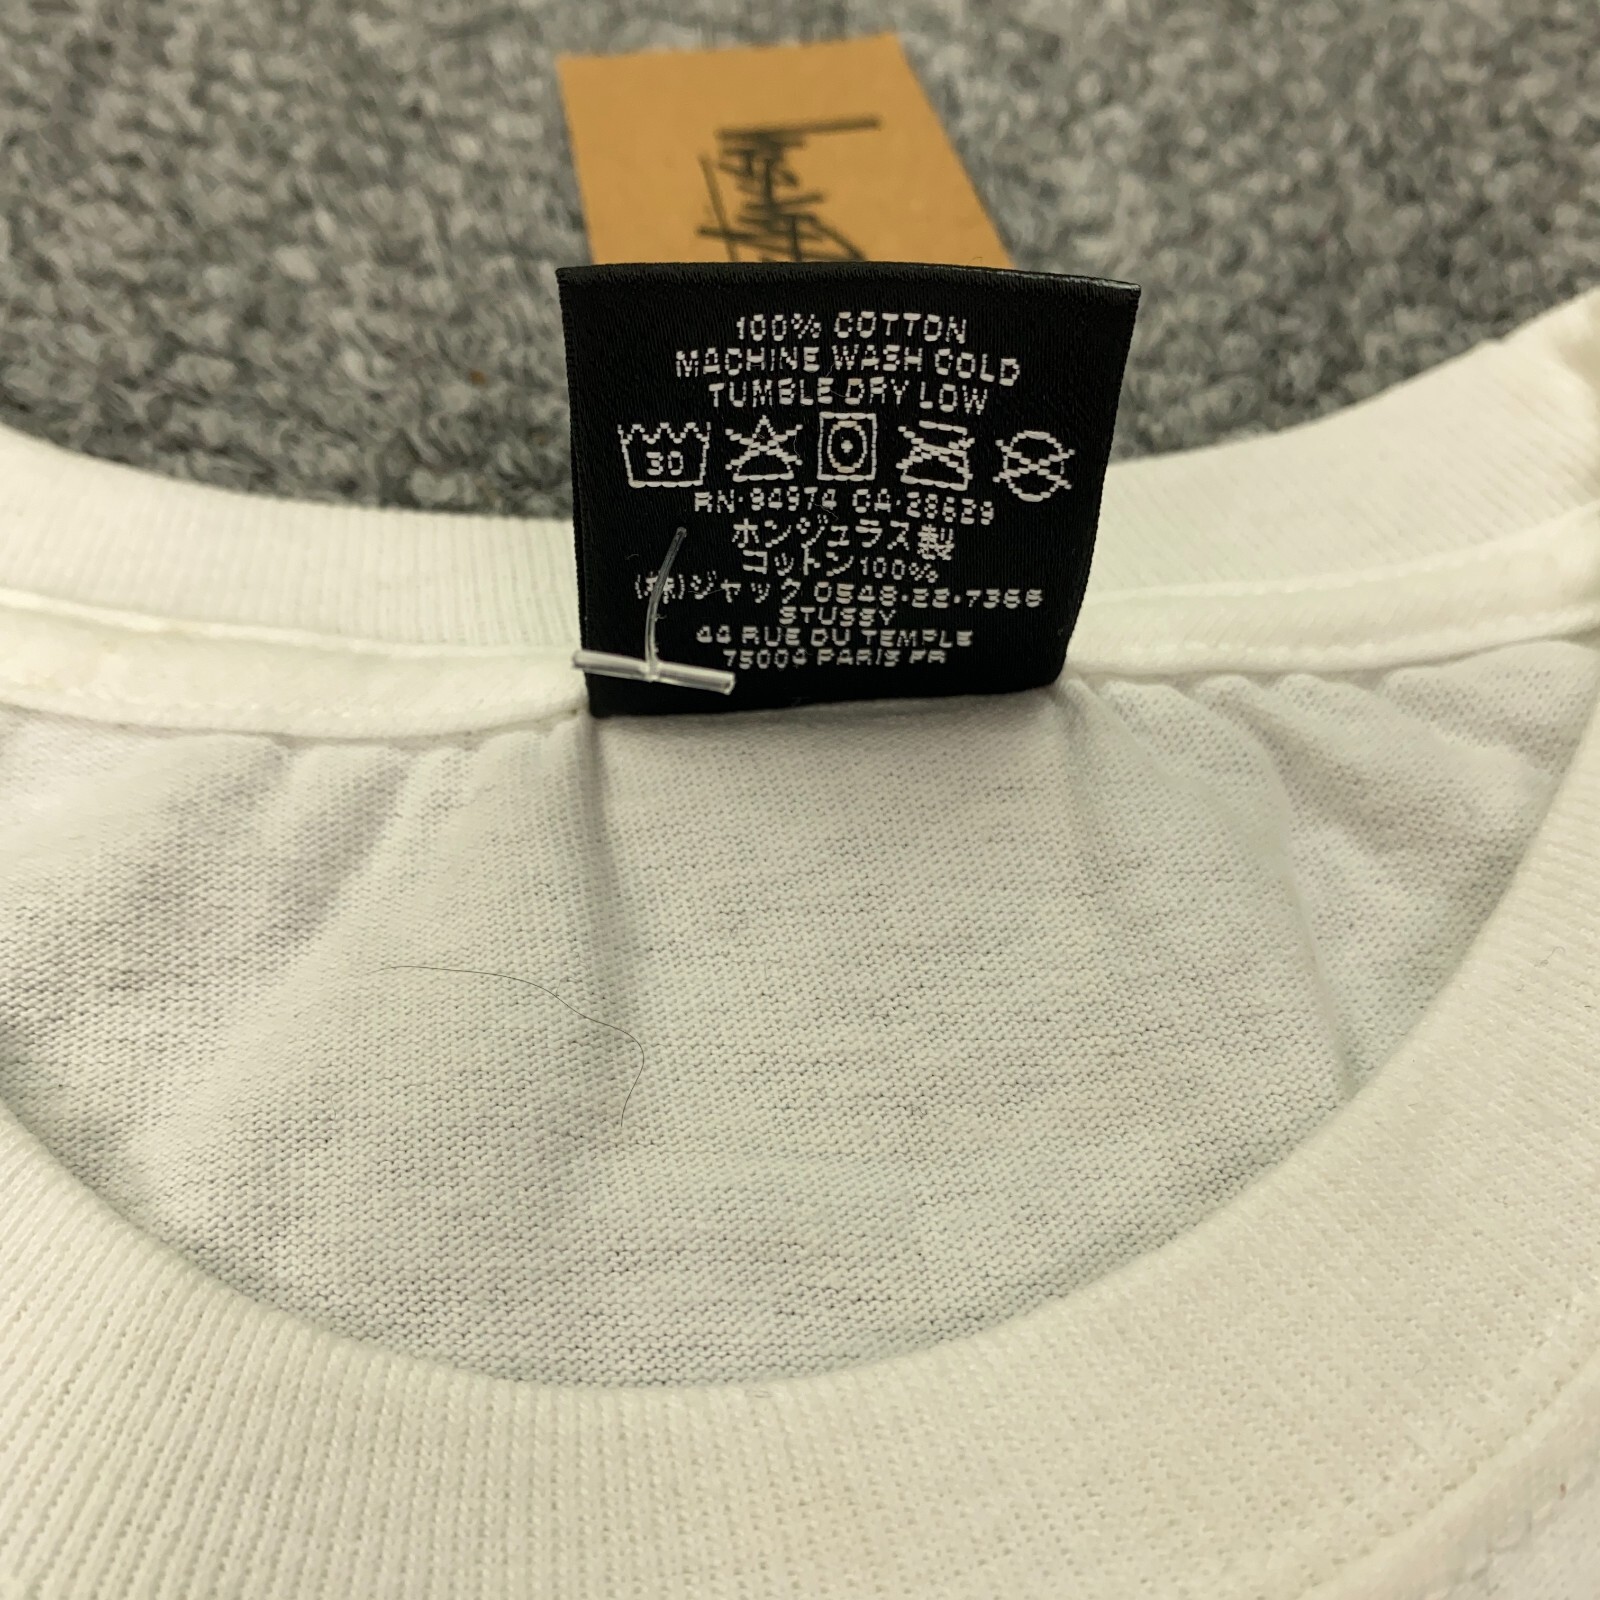 Stüssy
100% COTTON
MACHINE WASH COLD
TUMBLE DRY LOW
30
RN·94974 CA·28629
ホンジュラス製
コットン100%
(株)ジャック 0548·22·7366
STUSSY
44 RUE DU TEMPLE
75004 PARIS FR